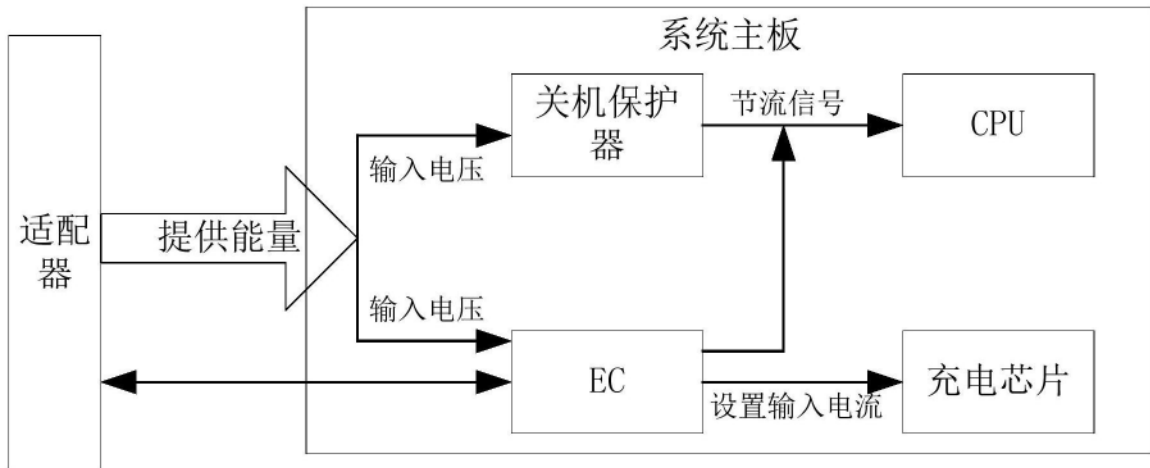 系统主板
关机保护
器
节流信号
CPU
输入电压
适配
器
提供能量
输入电压
EC
设置输入电流
充电芯片